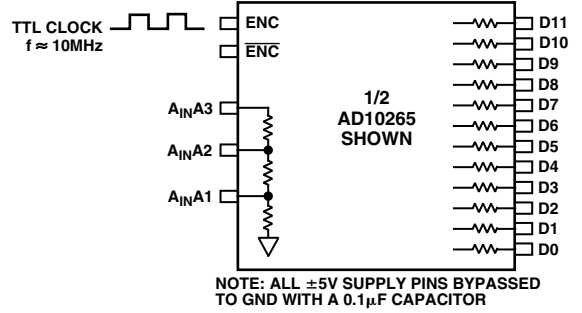 TTL CLOCK
f ≈ 10MHz
ENC
E̅N̅C̅
AINA3
AINA2
AINA1
1/2
AD10265
SHOWN
D11
D10
D9
D8
D7
D6
D5
D4
D3
D2
D1
D0
NOTE: ALL ±5V SUPPLY PINS BYPASSED
TO GND WITH A 0.1μF CAPACITOR